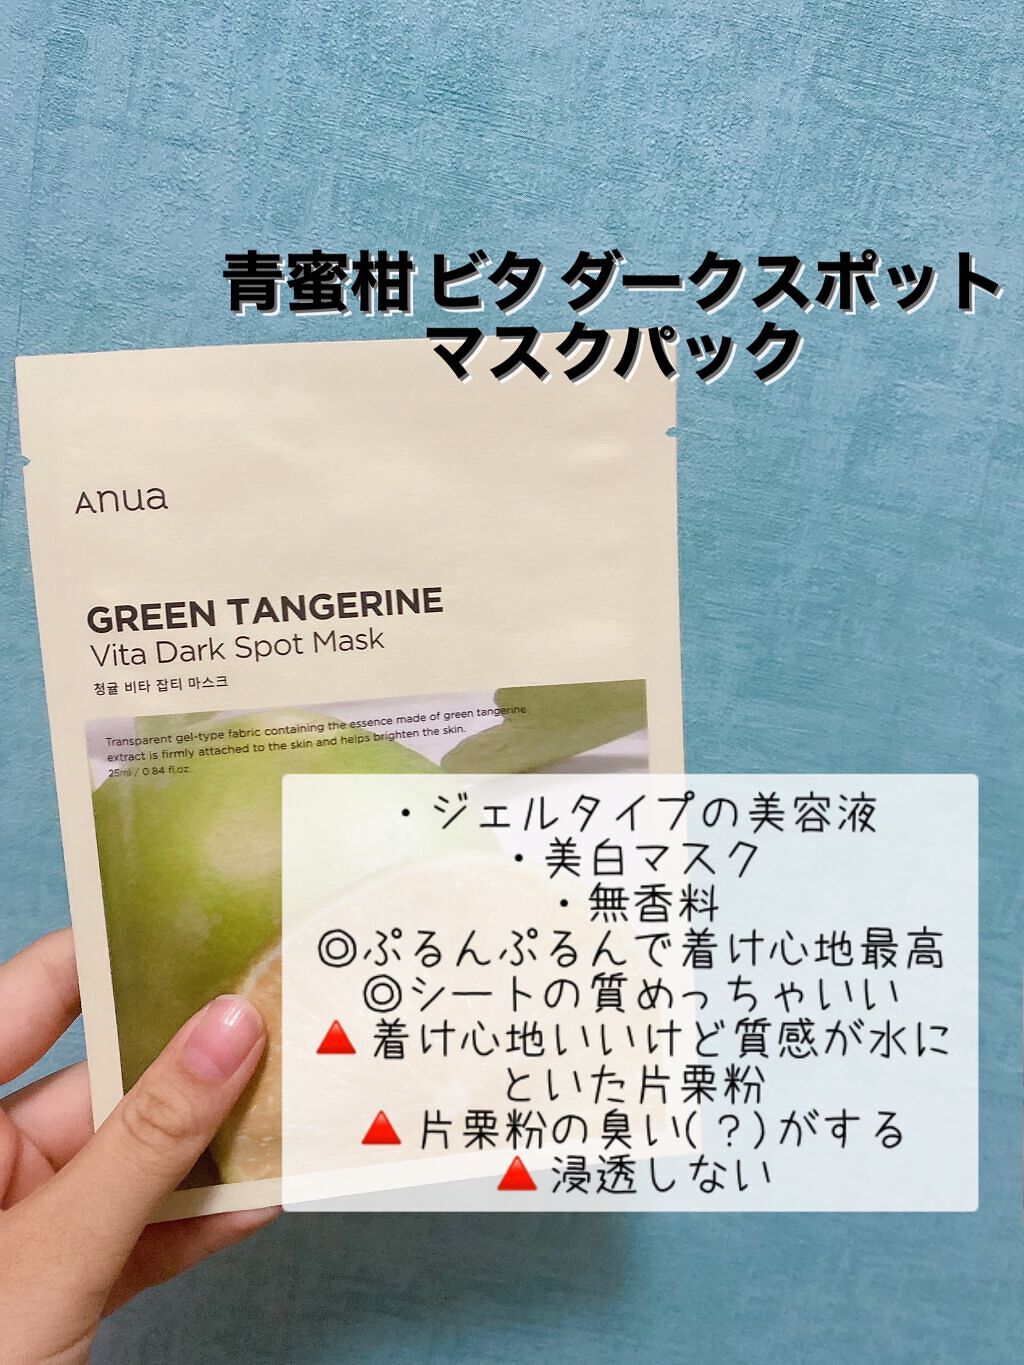 青蜜柑 ビタ ダークスポット
マスクパック
Anua
GREEN TANGERINE
Vita Dark Spot Mask
청귤 비타 잡티 마스크
Transparent gel-type fabric containing the essence made of green tangerine
extract is firmly attached to the skin and helps brighten the skin.
25ml / 0.84 fl.oz
・ジェルタイプの美容液
・美白マスク
・無香料
◎ぷるんぷるんで着け心地最高
◎シートの質めっちゃいい
🔺着け心地いいけど質感が水に
といた片栗粉
🔺片栗粉の臭い(？)がする
🔺浸透しない